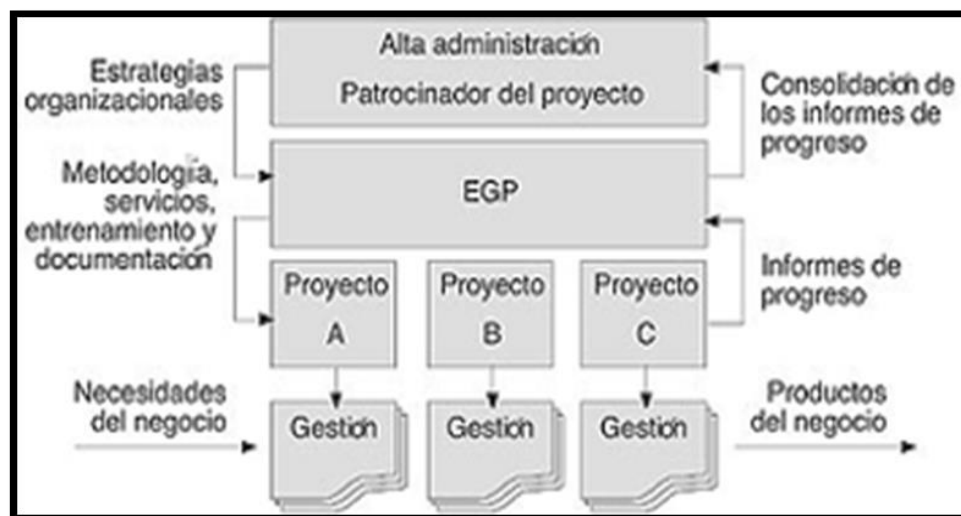 Alta administración
Patrocinador del proyecto
Estrategias
organizacionales
Consolidación de
los informes de
progreso
EGP
Metodología,
servicios,
entrenamiento y
documentación
Informes de
progreso
Proyecto
A
Proyecto
B
Proyecto
C
Necesidades
del negocio
Gestión
Gestión
Gestión
Productos
del negocio